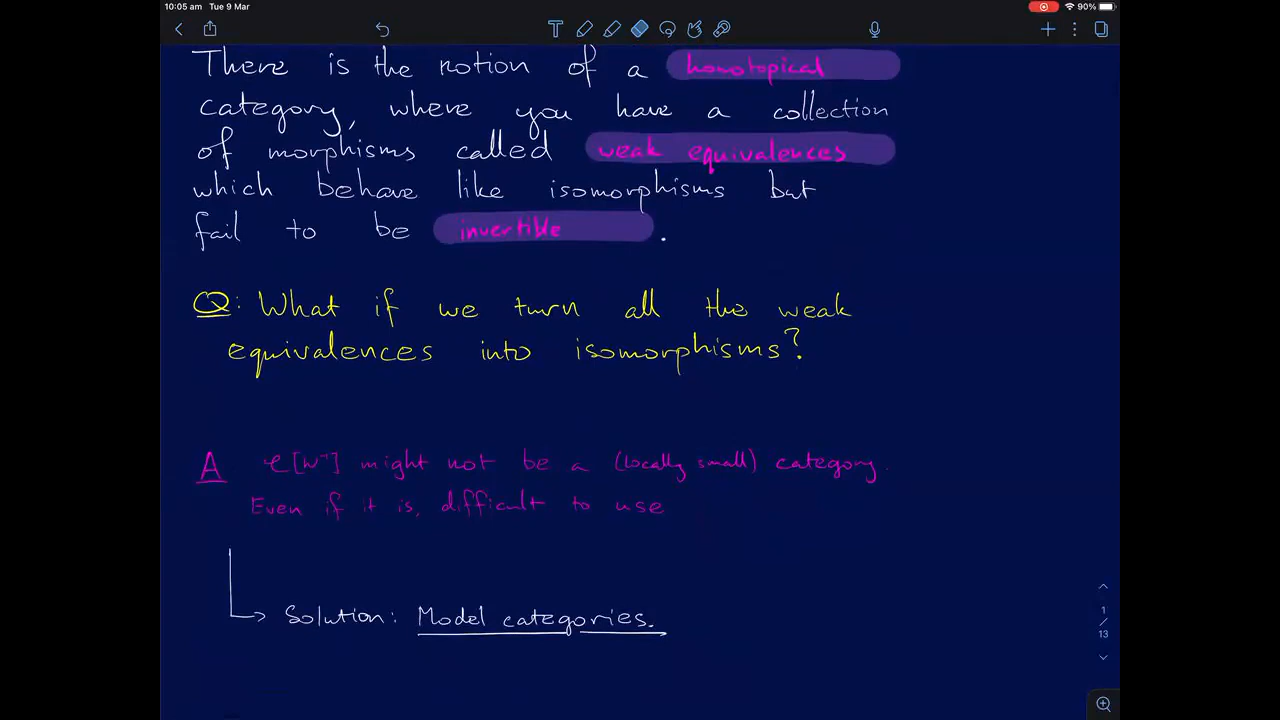 10:05 am Tue 9 Mar
90%
There is the notion of a homotopical
category, where you have a collection
of morphisms called weak equivalences
which behave like isomorphisms but
fail to be invertible.
Q: What if we turn all the weak
equivalences into isomorphisms?
A C[W⁻¹] might not be a (locally small) category.
Even if it is, difficult to use
Solution: Model categories.
1
/
13